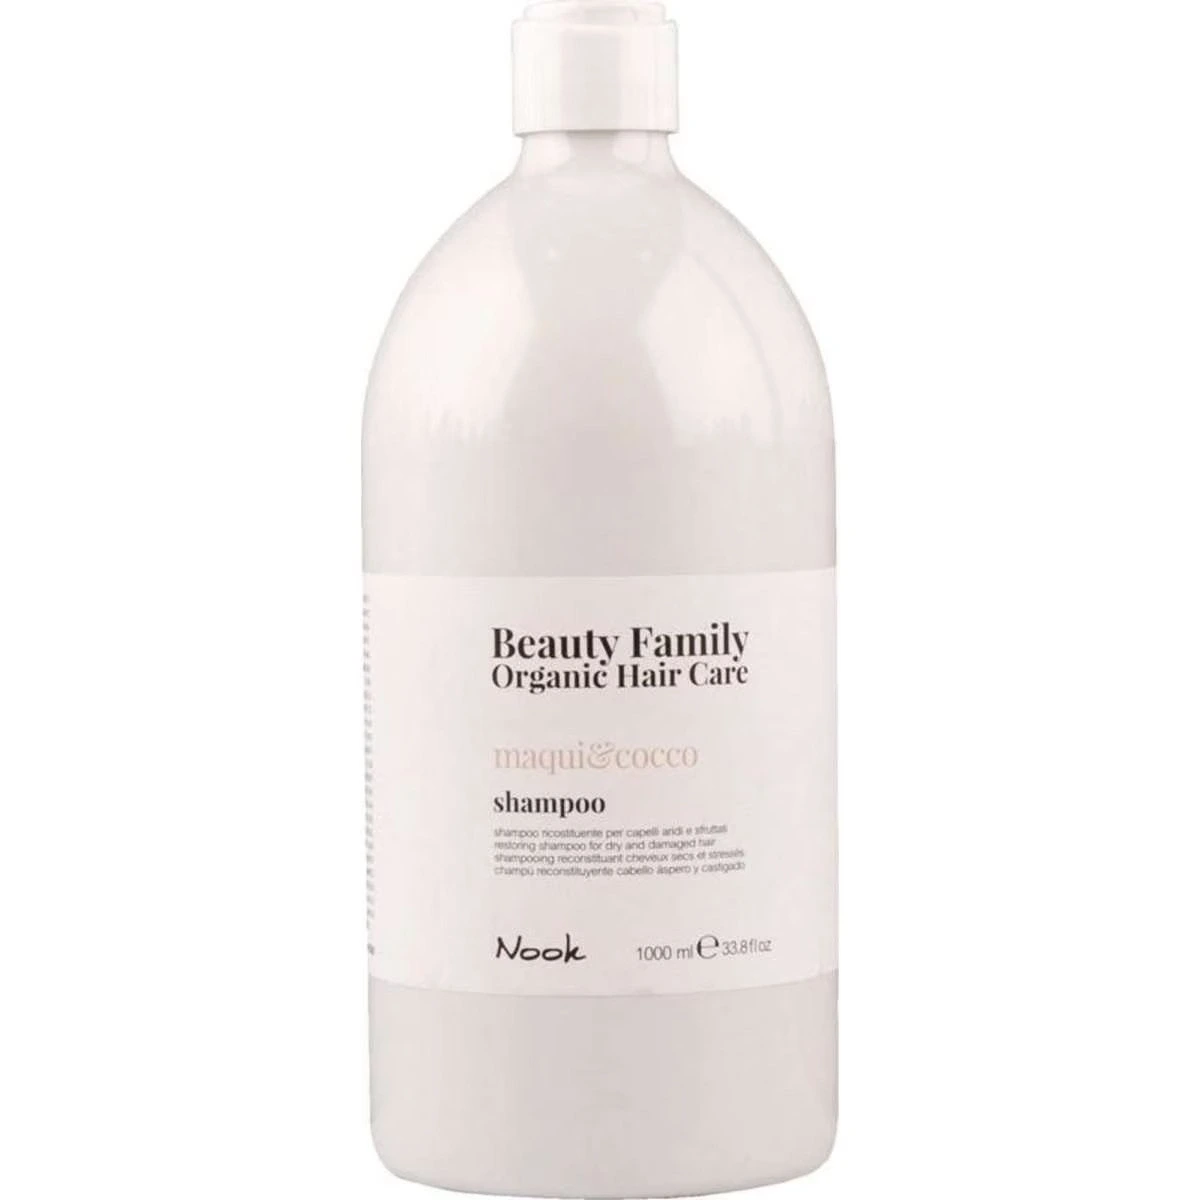 Beauty Family
Organic Hair Care
maqui&cocco
shampoo
shampoo ricostituente per capelli aridi e sfruttati
restoring shampoo for dry and damaged hair
shampooing reconstituant cheveux secs et stressés
champú reconstituyente cabello áspero y castigado
Nook
1000 ml e 33.8 fl oz